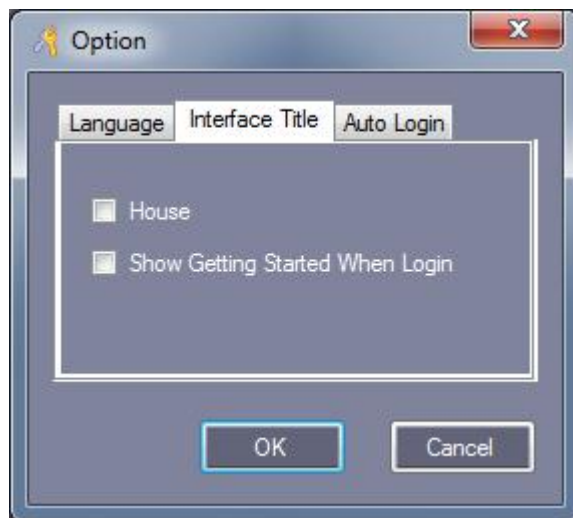 Option
Language Interface Title Auto Login
House
Show Getting Started When Login
OK Cancel